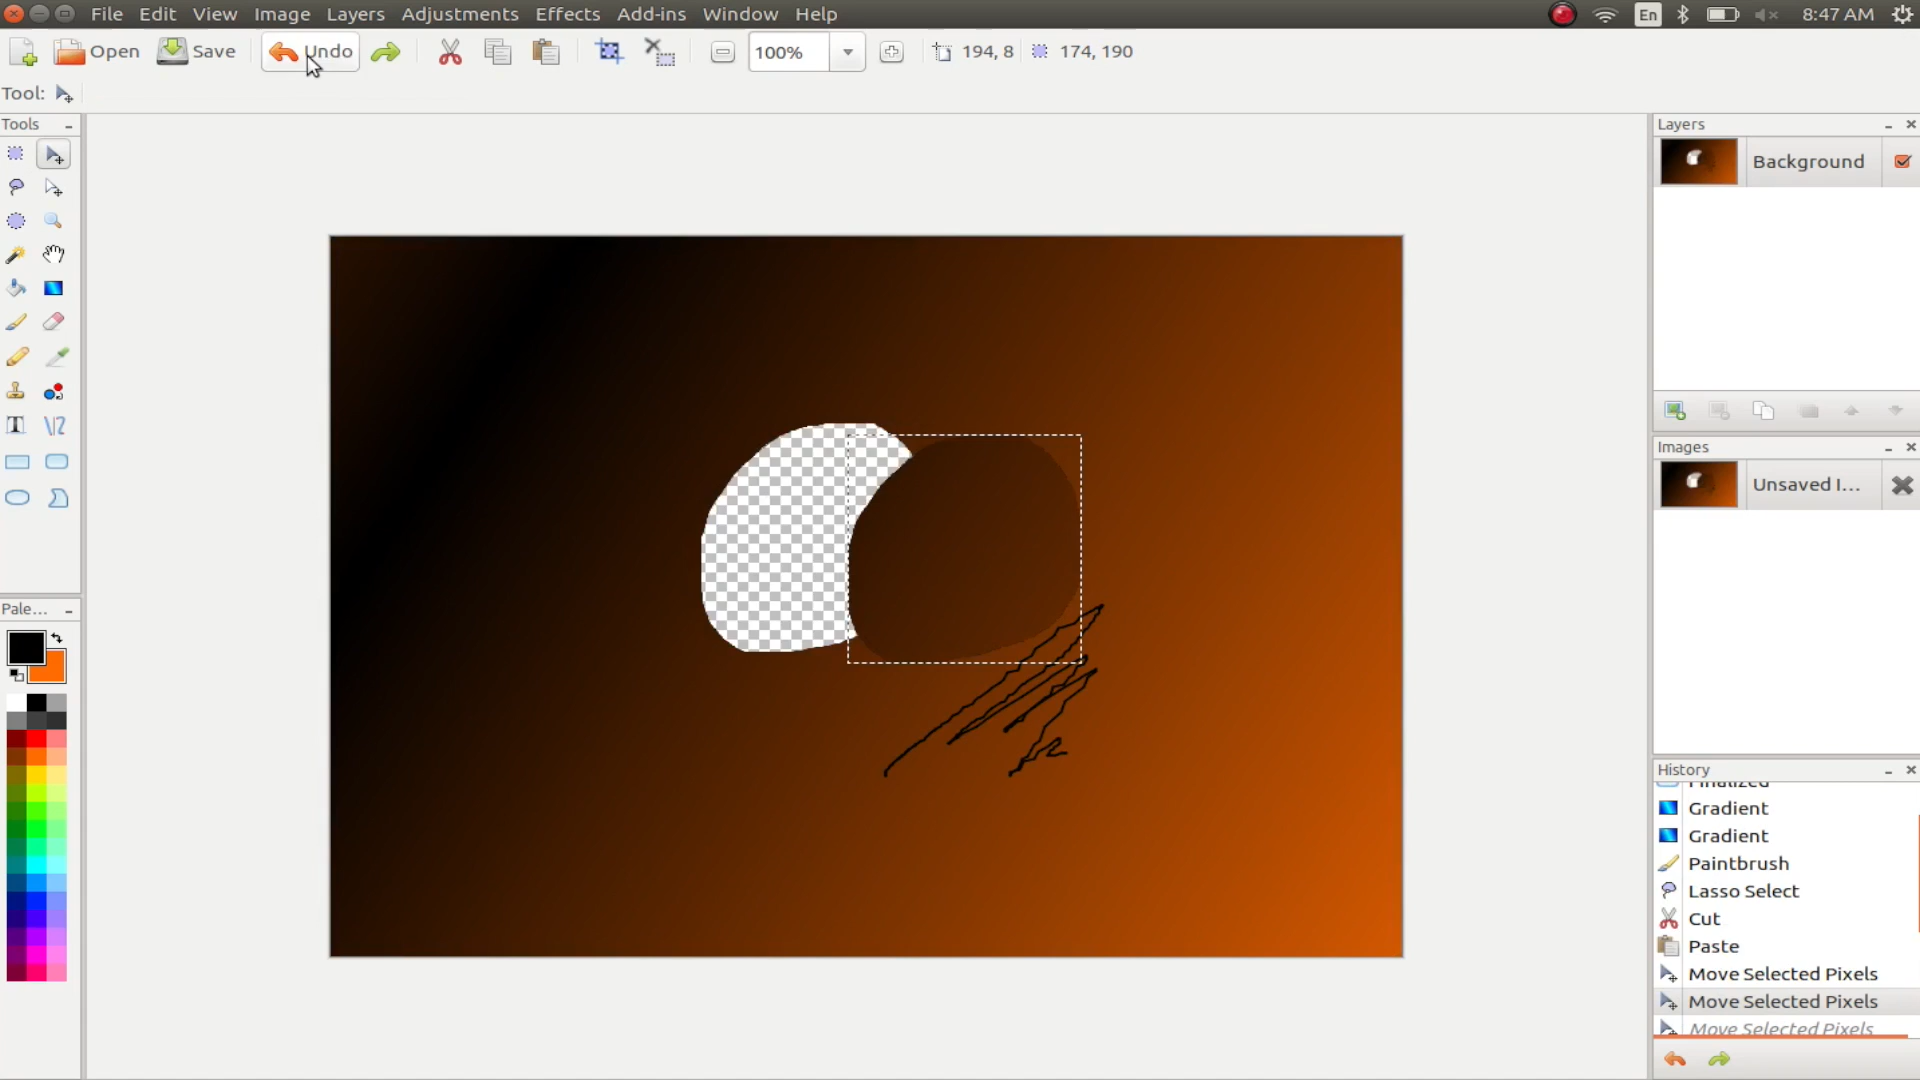 File Edit View Image Layers Adjustments Effects Add-ins Window Help En 8:47 AM
Open Save Undo 100% 194, 8 174, 190
Tool:
Tools
Layers
Background
Images
Unsaved I...
Pale...
History
Finalized
Gradient
Gradient
Paintbrush
Lasso Select
Cut
Paste
Move Selected Pixels
Move Selected Pixels
Move Selected Pixels